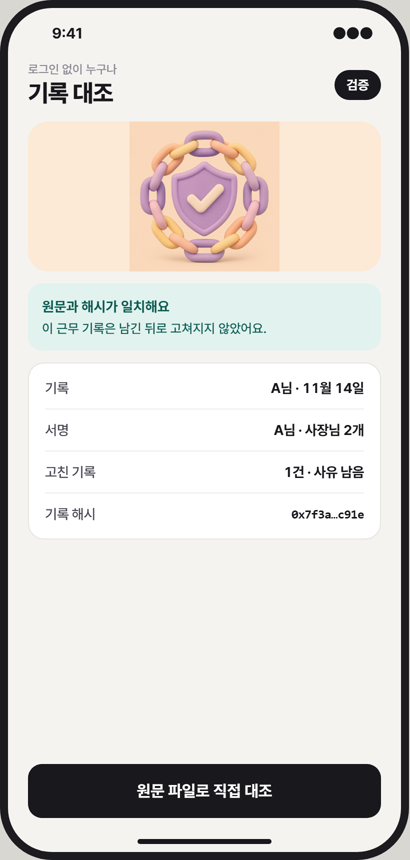 9:41
로그인 없이 누구나
기록 대조
검증
원문과 해시가 일치해요
이 근무 기록은 남긴 뒤로 고쳐지지 않았어요.
기록 A님 · 11월 14일
서명 A님 · 사장님 2개
고친 기록 1건 · 사유 남음
기록 해시 0x7f3a…c91e
원문 파일로 직접 대조